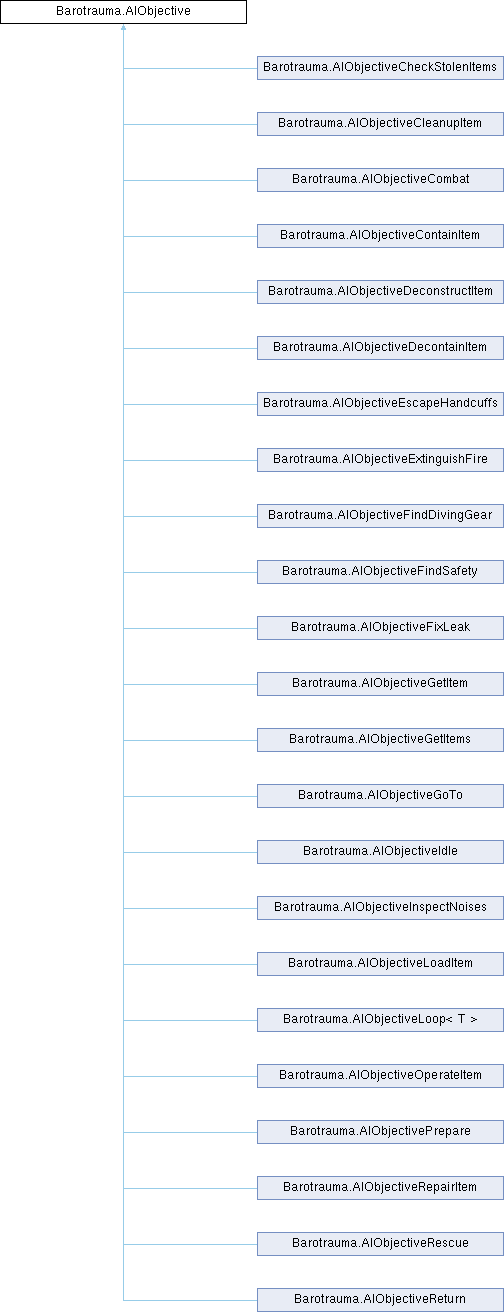 Barotrauma.AIObjective
Barotrauma.AIObjectiveCheckStolenItems
Barotrauma.AIObjectiveCleanupItem
Barotrauma.AIObjectiveCombat
Barotrauma.AIObjectiveContainItem
Barotrauma.AIObjectiveDeconstructItem
Barotrauma.AIObjectiveDecontainItem
Barotrauma.AIObjectiveEscapeHandcuffs
Barotrauma.AIObjectiveExtinguishFire
Barotrauma.AIObjectiveFindDivingGear
Barotrauma.AIObjectiveFindSafety
Barotrauma.AIObjectiveFixLeak
Barotrauma.AIObjectiveGetItem
Barotrauma.AIObjectiveGetItems
Barotrauma.AIObjectiveGoTo
Barotrauma.AIObjectiveIdle
Barotrauma.AIObjectiveInspectNoises
Barotrauma.AIObjectiveLoadItem
Barotrauma.AIObjectiveLoop< T >
Barotrauma.AIObjectiveOperateItem
Barotrauma.AIObjectivePrepare
Barotrauma.AIObjectiveRepairItem
Barotrauma.AIObjectiveRescue
Barotrauma.AIObjectiveReturn